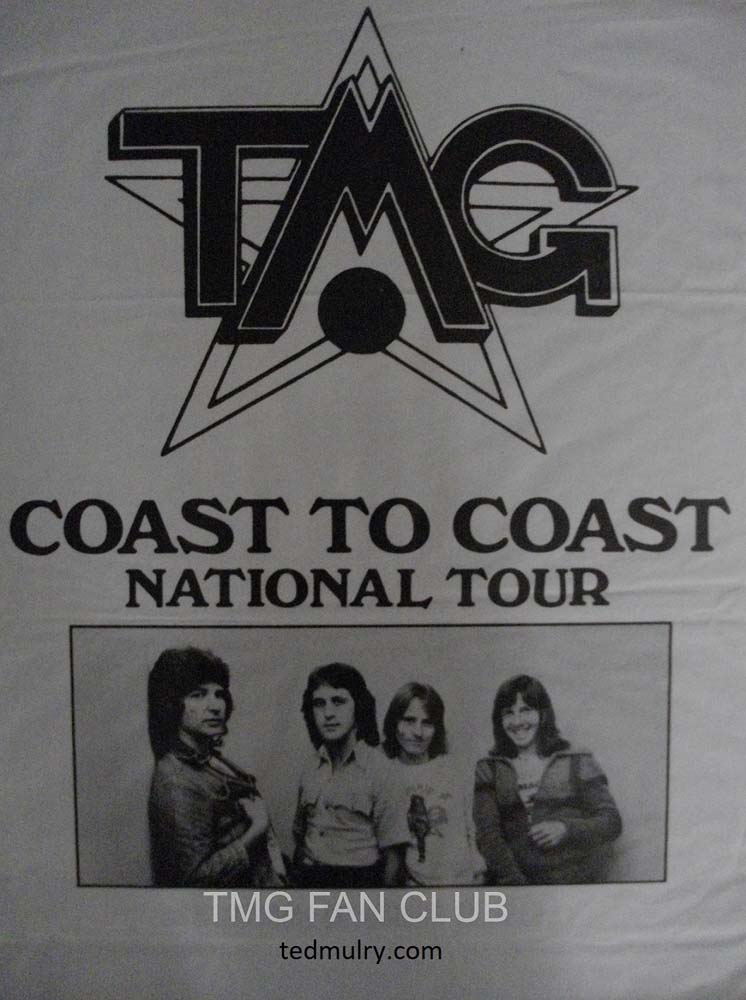 TMG
COAST TO COAST
NATIONAL TOUR
TMG FAN CLUB
tedmulry.com